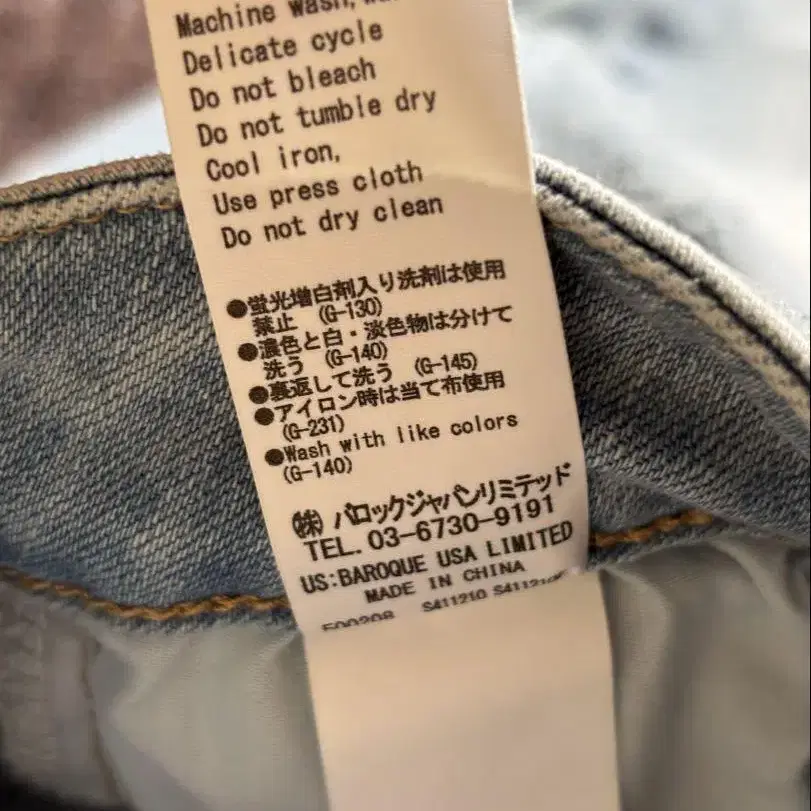 Machine wash,
Delicate cycle
Do not bleach
Do not tumble dry
Cool iron,
Use press cloth
Do not dry clean
●蛍光増白剤入り洗剤は使用
禁止 (G-130)
●濃色と白・淡色物は分けて
洗う (G-140)
●裏返して洗う (G-145)
●アイロン時は当て布使用
(G-231)
●Wash with like colors
(G-140)
㈱バロックジャパンリミテッド
TEL. 03-6730-9191
US:BAROQUE USA LIMITED
MADE IN CHINA
S411210